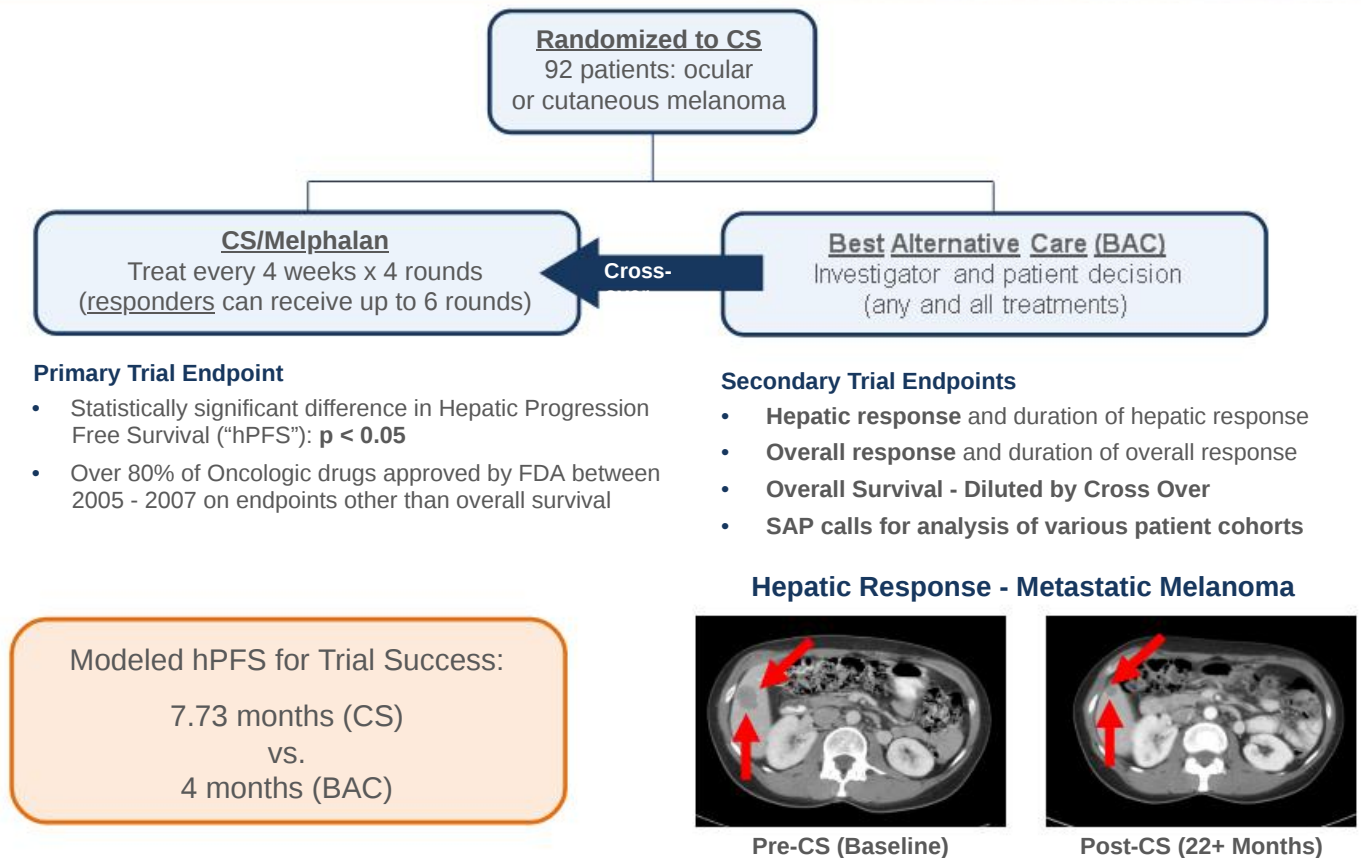 Randomized to CS
92 patients: ocular
or cutaneous melanoma
CS/Melphalan
Treat every 4 weeks x 4 rounds
(responders can receive up to 6 rounds)
Cross-
Best Alternative Care (BAC)
Investigator and patient decision
(any and all treatments)
Primary Trial Endpoint
• Statistically significant difference in Hepatic Progression
Free Survival (“hPFS”): p < 0.05
• Over 80% of Oncologic drugs approved by FDA between
2005 - 2007 on endpoints other than overall survival
Secondary Trial Endpoints
• Hepatic response and duration of hepatic response
• Overall response and duration of overall response
• Overall Survival - Diluted by Cross Over
• SAP calls for analysis of various patient cohorts
Modeled hPFS for Trial Success:
7.73 months (CS)
vs.
4 months (BAC)
Hepatic Response - Metastatic Melanoma
Pre-CS (Baseline)
Post-CS (22+ Months)